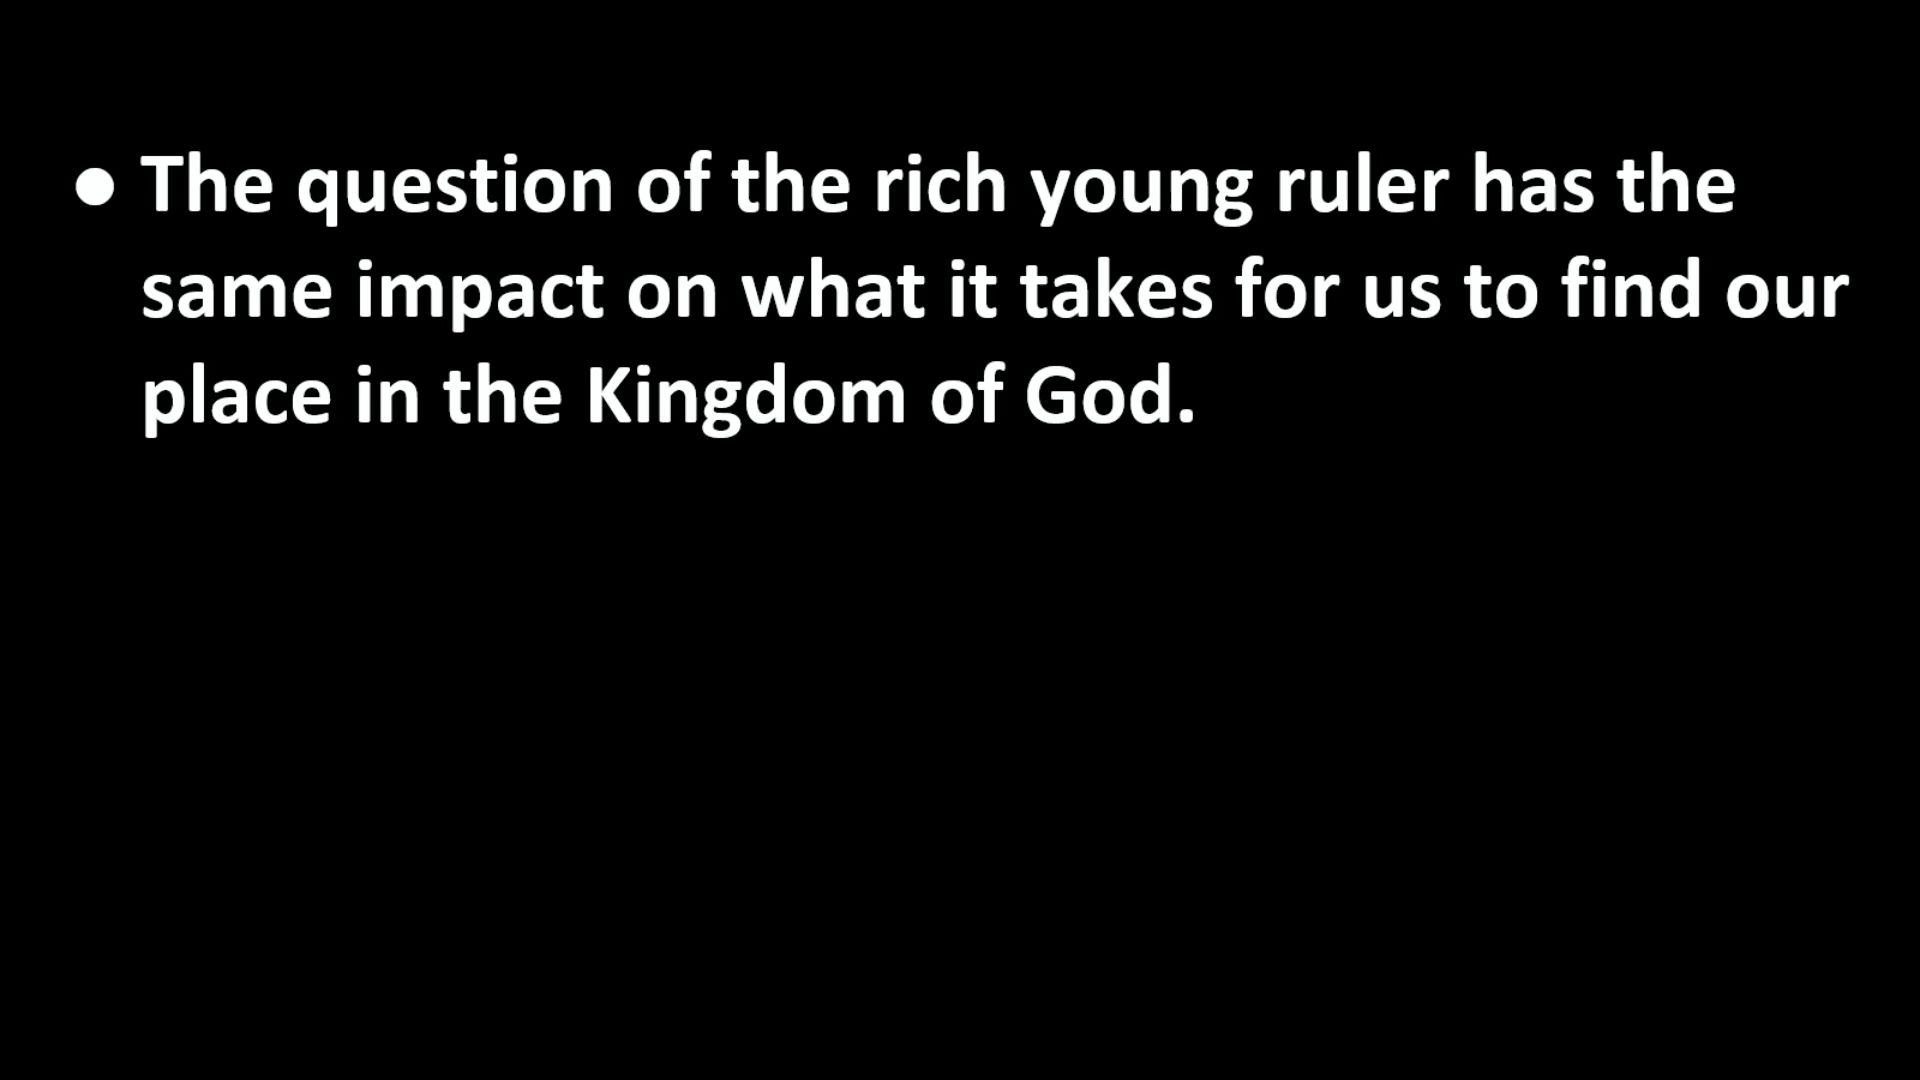 • The question of the rich young ruler has the
same impact on what it takes for us to find our
place in the Kingdom of God.